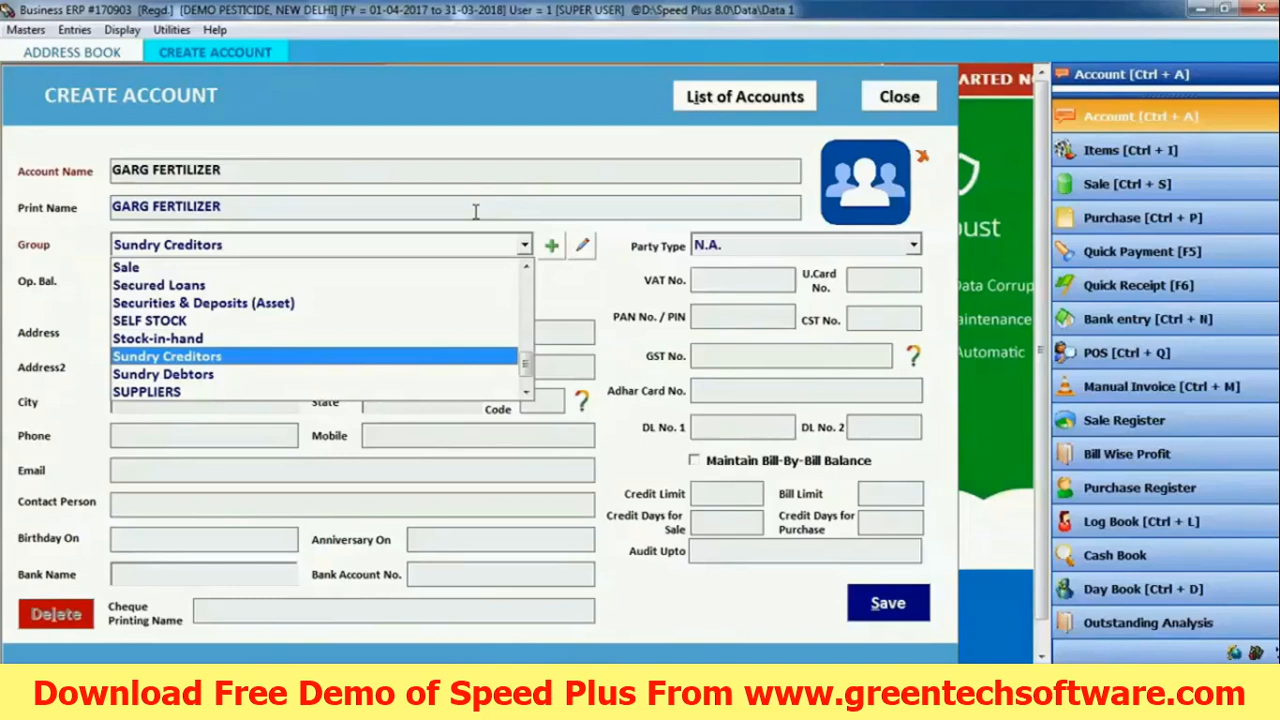 Business ERP #170903 [Regd.] [DEMO PESTICIDE, NEW DELHI] [FY = 01-04-2017 to 31-03-2018] User = 1 [SUPER USER] @D:\Speed Plus 8.0\Data\Data 1
Masters Entries Display Utilities Help
ADDRESS BOOK CREATE ACCOUNT
CREATE ACCOUNT
List of Accounts
Close
Account Name GARG FERTILIZER
Print Name GARG FERTILIZER
Group Sundry Creditors
Sale
Secured Loans
Securities & Deposits (Asset)
SELF STOCK
Stock-in-hand
Sundry Creditors
Sundry Debtors
SUPPLIERS
Op. Bal.
Address
Address2
City State Code
Phone Mobile
Email
Contact Person
Birthday On Anniversary On
Bank Name Bank Account No.
Delete Cheque Printing Name
Party Type N.A.
VAT No. U.Card No.
PAN No. / PIN CST No.
GST No. ?
Adhar Card No.
DL No. 1 DL No. 2
Maintain Bill-By-Bill Balance
Credit Limit Bill Limit
Credit Days for Sale Credit Days for Purchase
Audit Upto
Save
ARTED N
ust
Data Corrup
aintenance
Automatic
Account [Ctrl + A]
Account [Ctrl + A]
Items [Ctrl + I]
Sale [Ctrl + S]
Purchase [Ctrl + P]
Quick Payment [F5]
Quick Receipt [F6]
Bank entry [Ctrl + N]
POS [Ctrl + Q]
Manual Invoice [Ctrl + M]
Sale Register
Bill Wise Profit
Purchase Register
Log Book [Ctrl + L]
Cash Book
Day Book [Ctrl + D]
Outstanding Analysis
Download Free Demo of Speed Plus From www.greentechsoftware.com